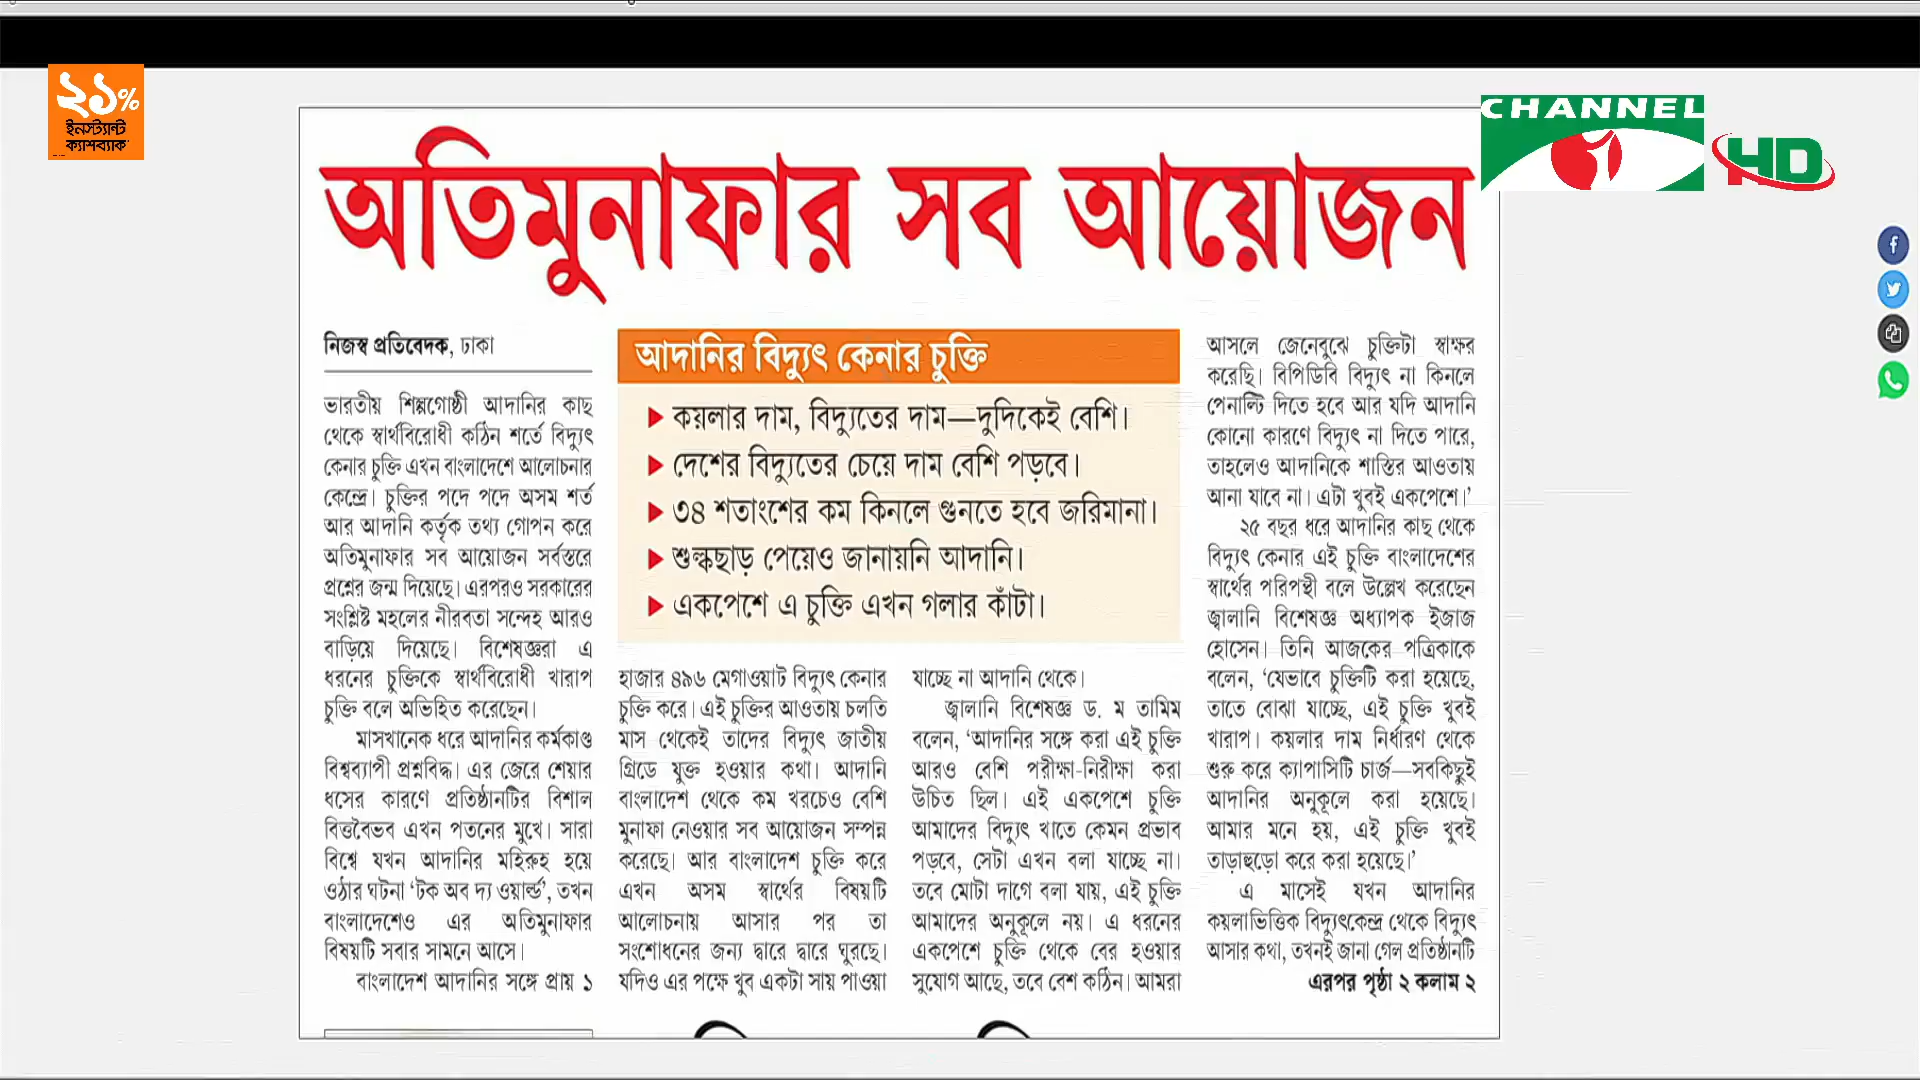 ২১%
ইনস্ট্যান্ট
ক্যাশব্যাক
CHANNEL
HD
অতিমুনাফার সব আয়োজন
নিজস্ব প্রতিবেদক, ঢাকা
ভারতীয় শিল্পগোষ্ঠী আদানির কাছ
থেকে স্বার্থবিরোধী কঠিন শর্তে বিদ্যুৎ
কেনার চুক্তি এখন বাংলাদেশে আলোচনার
কেন্দ্রে। চুক্তির পদে পদে অসম শর্ত
আর আদানি কর্তৃক তথ্য গোপন করে
অতিমুনাফার সব আয়োজন সর্বস্তরে
প্রশ্নের জন্ম দিয়েছে। এরপরও সরকারের
সংশ্লিষ্ট মহলের নীরবতা সন্দেহ আরও
বাড়িয়ে দিয়েছে। বিশেষজ্ঞরা এ
ধরনের চুক্তিকে স্বার্থবিরোধী খারাপ
চুক্তি বলে অভিহিত করেছেন।
মাসখানেক ধরে আদানির কর্মকাণ্ড
বিশ্বব্যাপী প্রশ্নবিদ্ধ। এর জেরে শেয়ার
ধসের কারণে প্রতিষ্ঠানটির বিশাল
বিত্তবৈভব এখন পতনের মুখে। সারা
বিশ্বে যখন আদানির মহিরুহ হয়ে
ওঠার ঘটনা ‘টক অব দ্য ওয়ার্ল্ড’, তখন
বাংলাদেশেও এর অতিমুনাফার
বিষয়টি সবার সামনে আসে।
বাংলাদেশ আদানির সঙ্গে প্রায় ১
আদানির বিদ্যুৎ কেনার চুক্তি
কয়লার দাম, বিদ্যুতের দাম—দুদিকেই বেশি।
দেশের বিদ্যুতের চেয়ে দাম বেশি পড়বে।
৩৪ শতাংশের কম কিনলে গুনতে হবে জরিমানা।
শুল্কছাড় পেয়েও জানায়নি আদানি।
একপেশে এ চুক্তি এখন গলার কাঁটা।
হাজার ৪৯৬ মেগাওয়াট বিদ্যুৎ কেনার
চুক্তি করে। এই চুক্তির আওতায় চলতি
মাস থেকেই তাদের বিদ্যুৎ জাতীয়
গ্রিডে যুক্ত হওয়ার কথা। আদানি
বাংলাদেশ থেকে কম খরচেও বেশি
মুনাফা নেওয়ার সব আয়োজন সম্পন্ন
করেছে। আর বাংলাদেশ চুক্তি করে
এখন অসম স্বার্থের বিষয়টি
আলোচনায় আসার পর তা
সংশোধনের জন্য দ্বারে দ্বারে ঘুরছে।
যদিও এর পক্ষে খুব একটা সায় পাওয়া
যাচ্ছে না আদানি থেকে।
জ্বালানি বিশেষজ্ঞ ড. ম তামিম
বলেন, ‘আদানির সঙ্গে করা এই চুক্তি
আরও বেশি পরীক্ষা-নিরীক্ষা করা
উচিত ছিল। এই একপেশে চুক্তি
আমাদের বিদ্যুৎ খাতে কেমন প্রভাব
পড়বে, সেটা এখন বলা যাচ্ছে না।
তবে মোটা দাগে বলা যায়, এই চুক্তি
আমাদের অনুকূলে নয়। এ ধরনের
একপেশে চুক্তি থেকে বের হওয়ার
সুযোগ আছে, তবে বেশ কঠিন। আমরা
আসলে জেনেবুঝে চুক্তিটা স্বাক্ষর
করেছি। বিপিডিবি বিদ্যুৎ না কিনলে
পেনাল্টি দিতে হবে আর যদি আদানি
কোনো কারণে বিদ্যুৎ না দিতে পারে,
তাহলেও আদানিকে শাস্তির আওতায়
আনা যাবে না। এটা খুবই একপেশে।’
২৫ বছর ধরে আদানির কাছ থেকে
বিদ্যুৎ কেনার এই চুক্তি বাংলাদেশের
স্বার্থের পরিপন্থী বলে উল্লেখ করেছেন
জ্বালানি বিশেষজ্ঞ অধ্যাপক ইজাজ
হোসেন। তিনি আজকের পত্রিকাকে
বলেন, ‘যেভাবে চুক্তিটি করা হয়েছে,
তাতে বোঝা যাচ্ছে, এই চুক্তি খুবই
খারাপ। কয়লার দাম নির্ধারণ থেকে
শুরু করে ক্যাপাসিটি চার্জ—সবকিছুই
আদানির অনুকূলে করা হয়েছে।
আমার মনে হয়, এই চুক্তি খুবই
তাড়াহুড়ো করে করা হয়েছে।’
এ মাসেই যখন আদানির
কয়লাভিত্তিক বিদ্যুৎকেন্দ্র থেকে বিদ্যুৎ
আসার কথা, তখনই জানা গেল প্রতিষ্ঠানটি
এরপর পৃষ্ঠা ২ কলাম ২